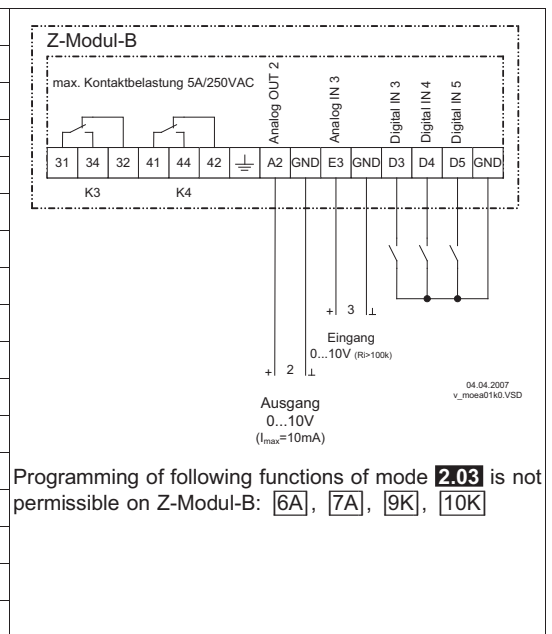 Z-Modul-B
max. Kontaktbelastung 5A/250VAC
Analog OUT 2
Analog IN 3
Digital IN 3
Digital IN 4
Digital IN 5
31 34 32 41 44 42 A2 GND E3 GND D3 D4 D5 GND
K3 K4
+ 3 ⊥
Eingang
0...10V (Ri>100k)
+ 2 ⊥
04.04.2007
v_moea01k0.VSD
Ausgang
0...10V
(Imax=10mA)
Programming of following functions of mode 2.03 is not
permissible on Z-Modul-B: 6A, 7A, 9K, 10K